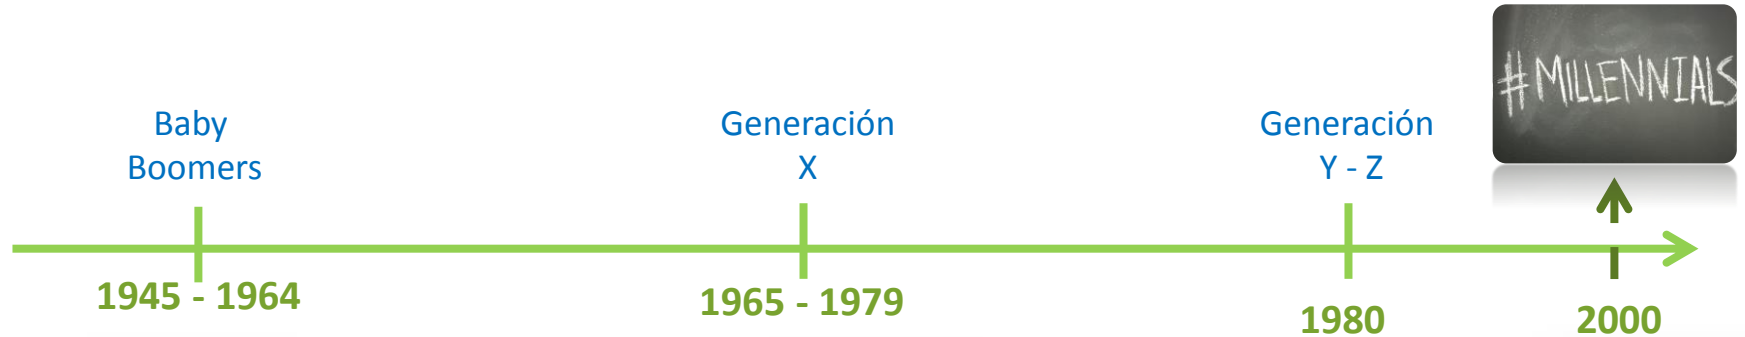 #MILLENNIALS
Baby
Boomers
Generación
X
Generación
Y - Z
1945 - 1964
1965 - 1979
1980
2000